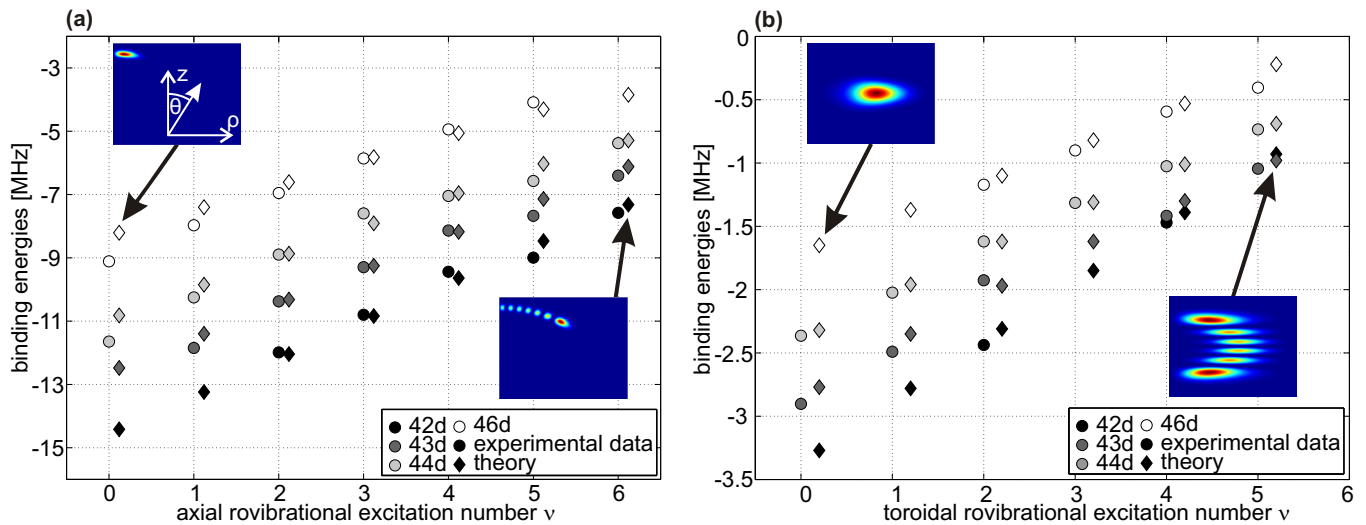 (a)
-3
-5
-7
-9
-11
-13
-15
binding energies [MHz]
z
θ
ρ
42d
43d
44d
46d
experimental data
theory
0 1 2 3 4 5 6
axial rovibrational excitation number ν
(b)
0
-0.5
-1
-1.5
-2
-2.5
-3
-3.5
binding energies [MHz]
42d
43d
44d
46d
experimental data
theory
0 1 2 3 4 5 6
toroidal rovibrational excitation number ν